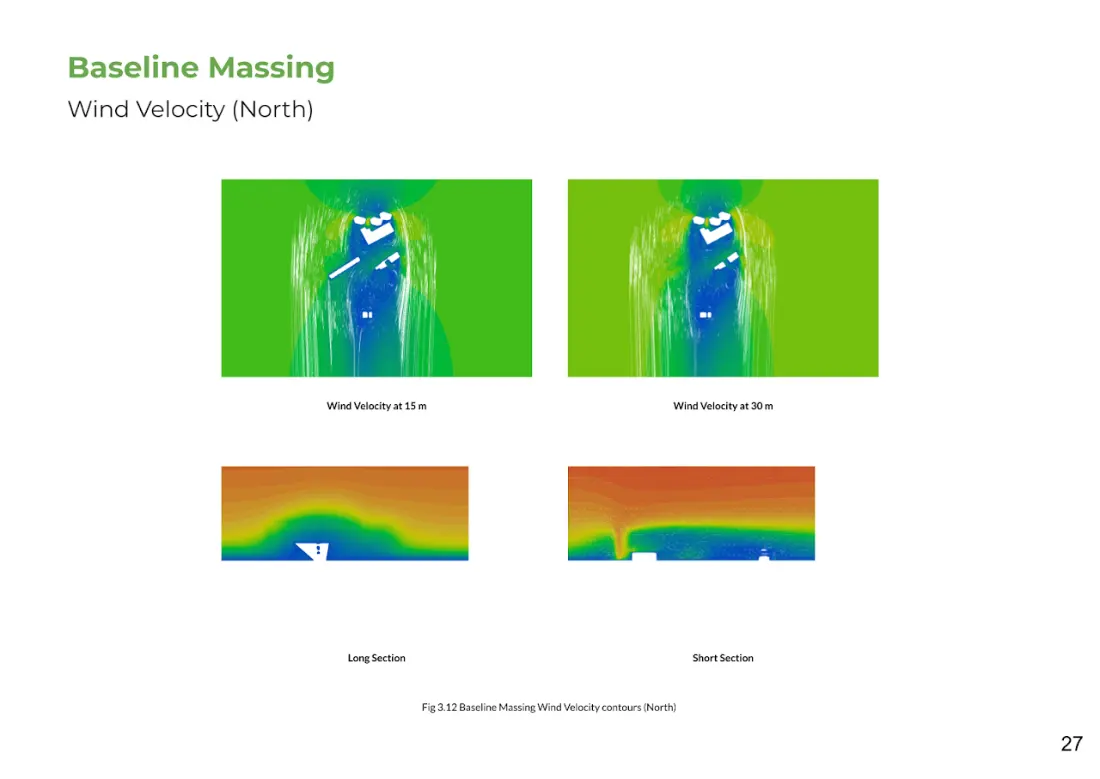 Baseline Massing
Wind Velocity (North)
Wind Velocity at 15 m
Wind Velocity at 30 m
Long Section
Short Section
Fig 3.12 Baseline Massing Wind Velocity contours (North)
27